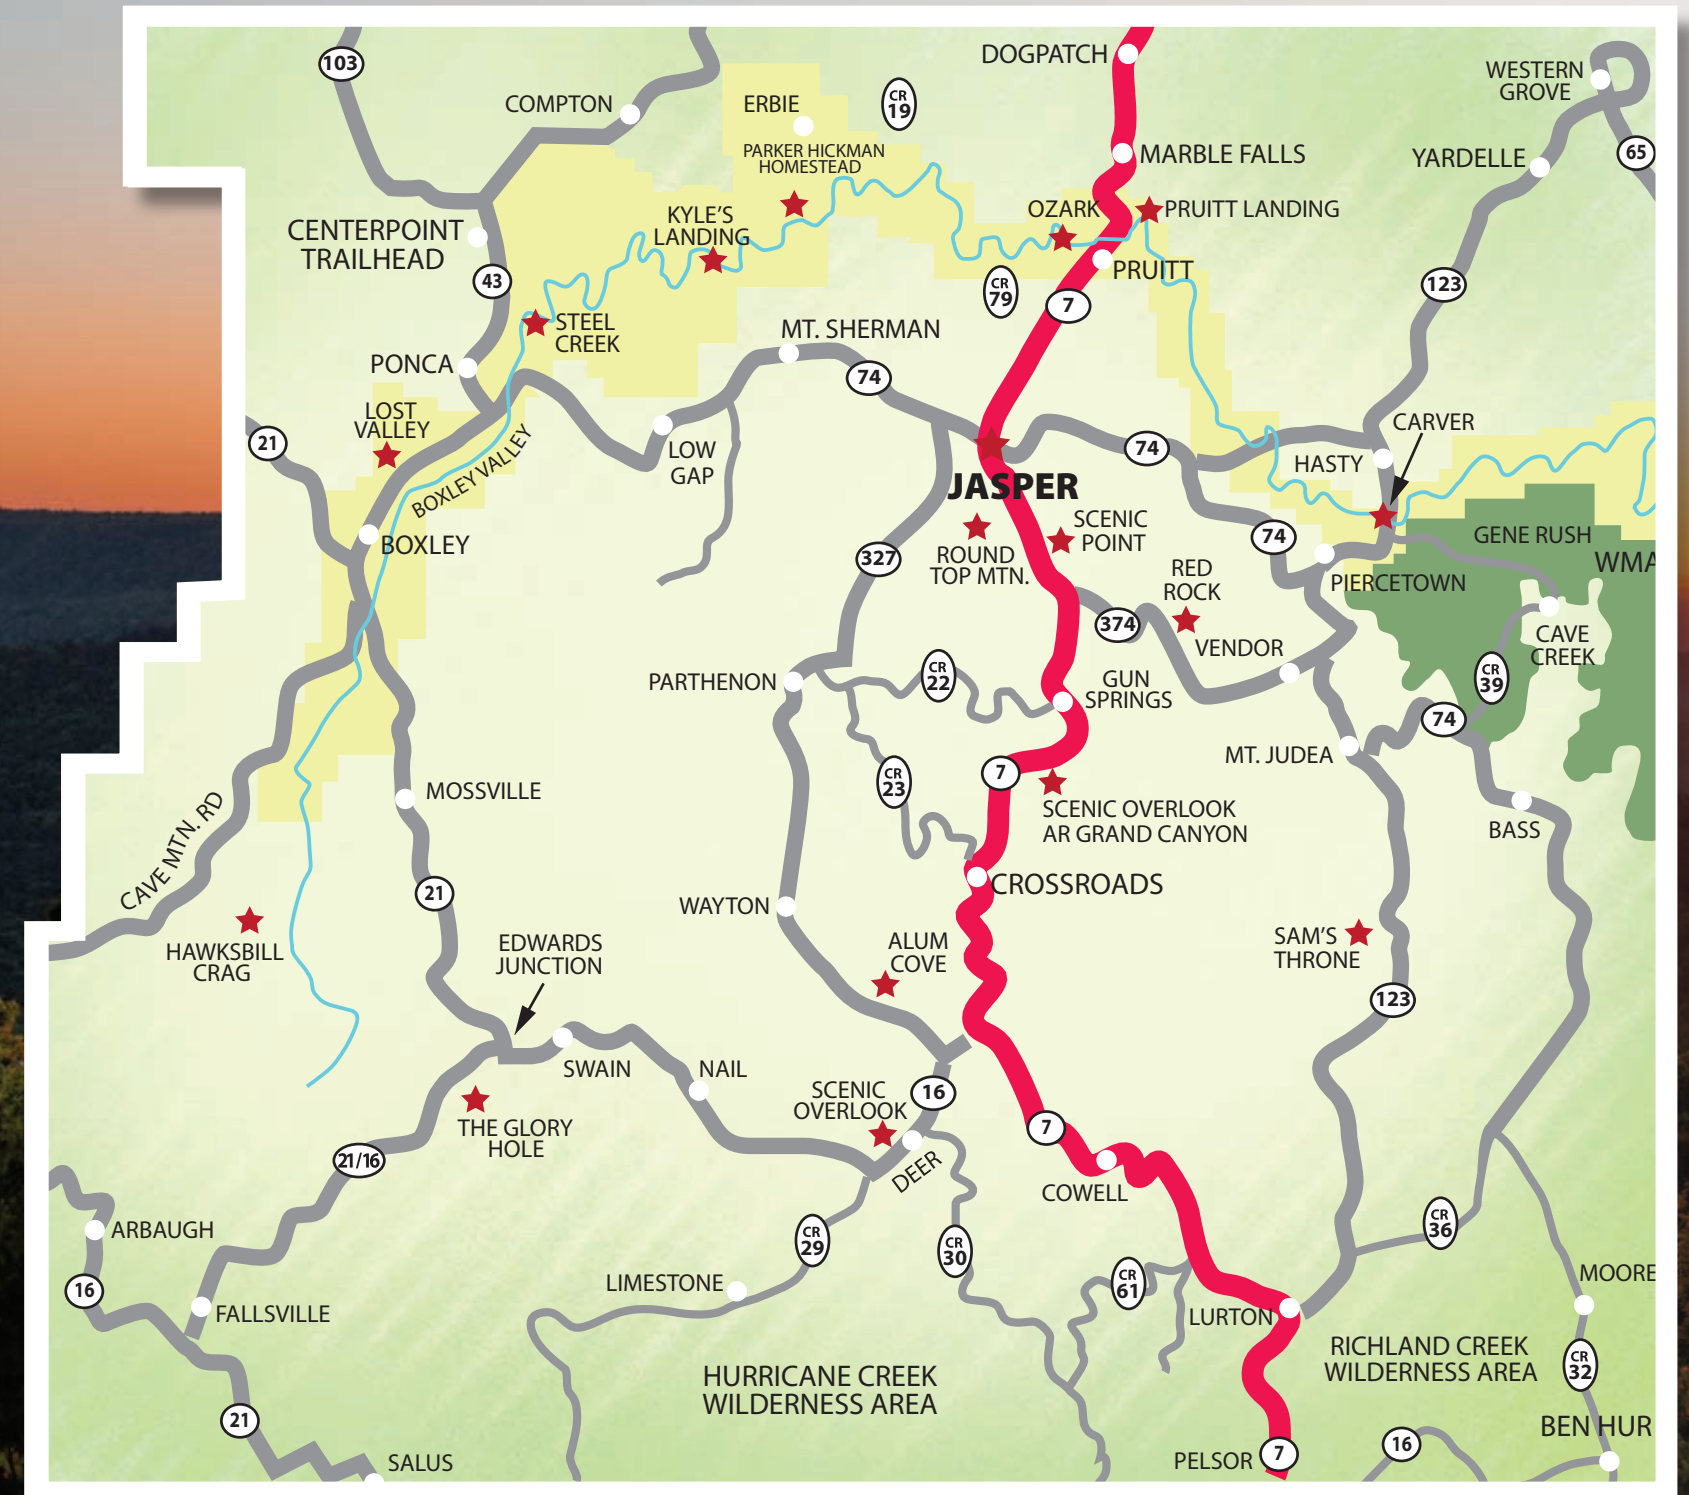 DOGPATCH
103
WESTERN
GROVE
COMPTON
ERBIE
CR
19
65
YARDELLE
MARBLE FALLS
PARKER HICKMAN
HOMESTEAD
KYLE'S
LANDING
OZARK
PRUITT LANDING
CENTERPOINT
TRAILHEAD
PRUITT
43
CR
79
7
123
STEEL
CREEK
MT. SHERMAN
PONCA
74
LOST
VALLEY
21
LOW
GAP
BOXLEY VALLEY
74
CARVER
HASTY
JASPER
BOXLEY
ROUND
TOP MTN.
SCENIC
POINT
74
GENE RUSH
WMA
327
RED
ROCK
PIERCETOWN
374
VENDOR
CAVE
CREEK
PARTHENON
CR
22
GUN
SPRINGS
CR
39
74
MT. JUDEA
7
CR
23
MOSSVILLE
SCENIC OVERLOOK
AR GRAND CANYON
BASS
CAVE MTN. RD
21
CROSSROADS
WAYTON
HAWKSBILL
CRAG
EDWARDS
JUNCTION
ALUM
COVE
SAM'S
THRONE
123
SWAIN
NAIL
SCENIC
OVERLOOK
16
THE GLORY
HOLE
7
21/16
DEER
COWELL
ARBAUGH
CR
29
CR
30
CR
36
16
LIMESTONE
CR
61
MOORE
FALLSVILLE
LURTON
HURRICANE CREEK
WILDERNESS AREA
RICHLAND CREEK
WILDERNESS AREA
CR
32
21
BEN HUR
SALUS
PELSOR
7
16